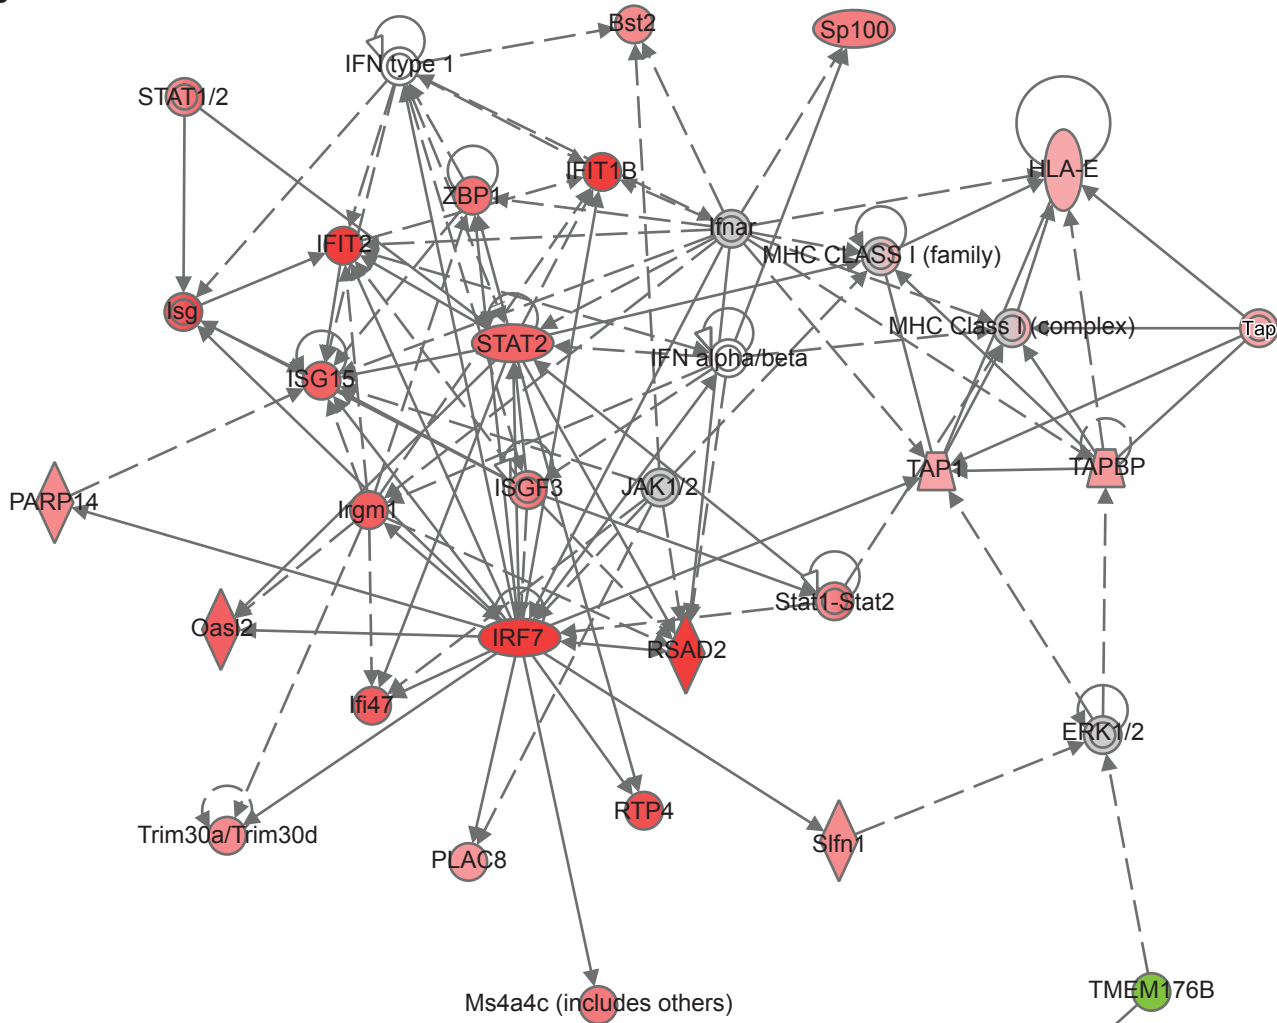 Bst2
Sp100
IFN type 1
STAT1/2
IFIT1B
HLA-E
ZBP1
Ifnar
IFIT2
MHC CLASS I (family)
Isg
MHC Class I (complex)
Tap
STAT2
IFN alpha/beta
ISG15
TAP1
TAPBP
PARP14
ISGF3
JAK1/2
Irgm1
Stat1-Stat2
Oasl2
IRF7
RSAD2
Ifi47
ERK1/2
RTP4
Trim30a/Trim30d
Slfn1
PLAC8
TMEM176B
Ms4a4c (includes others)